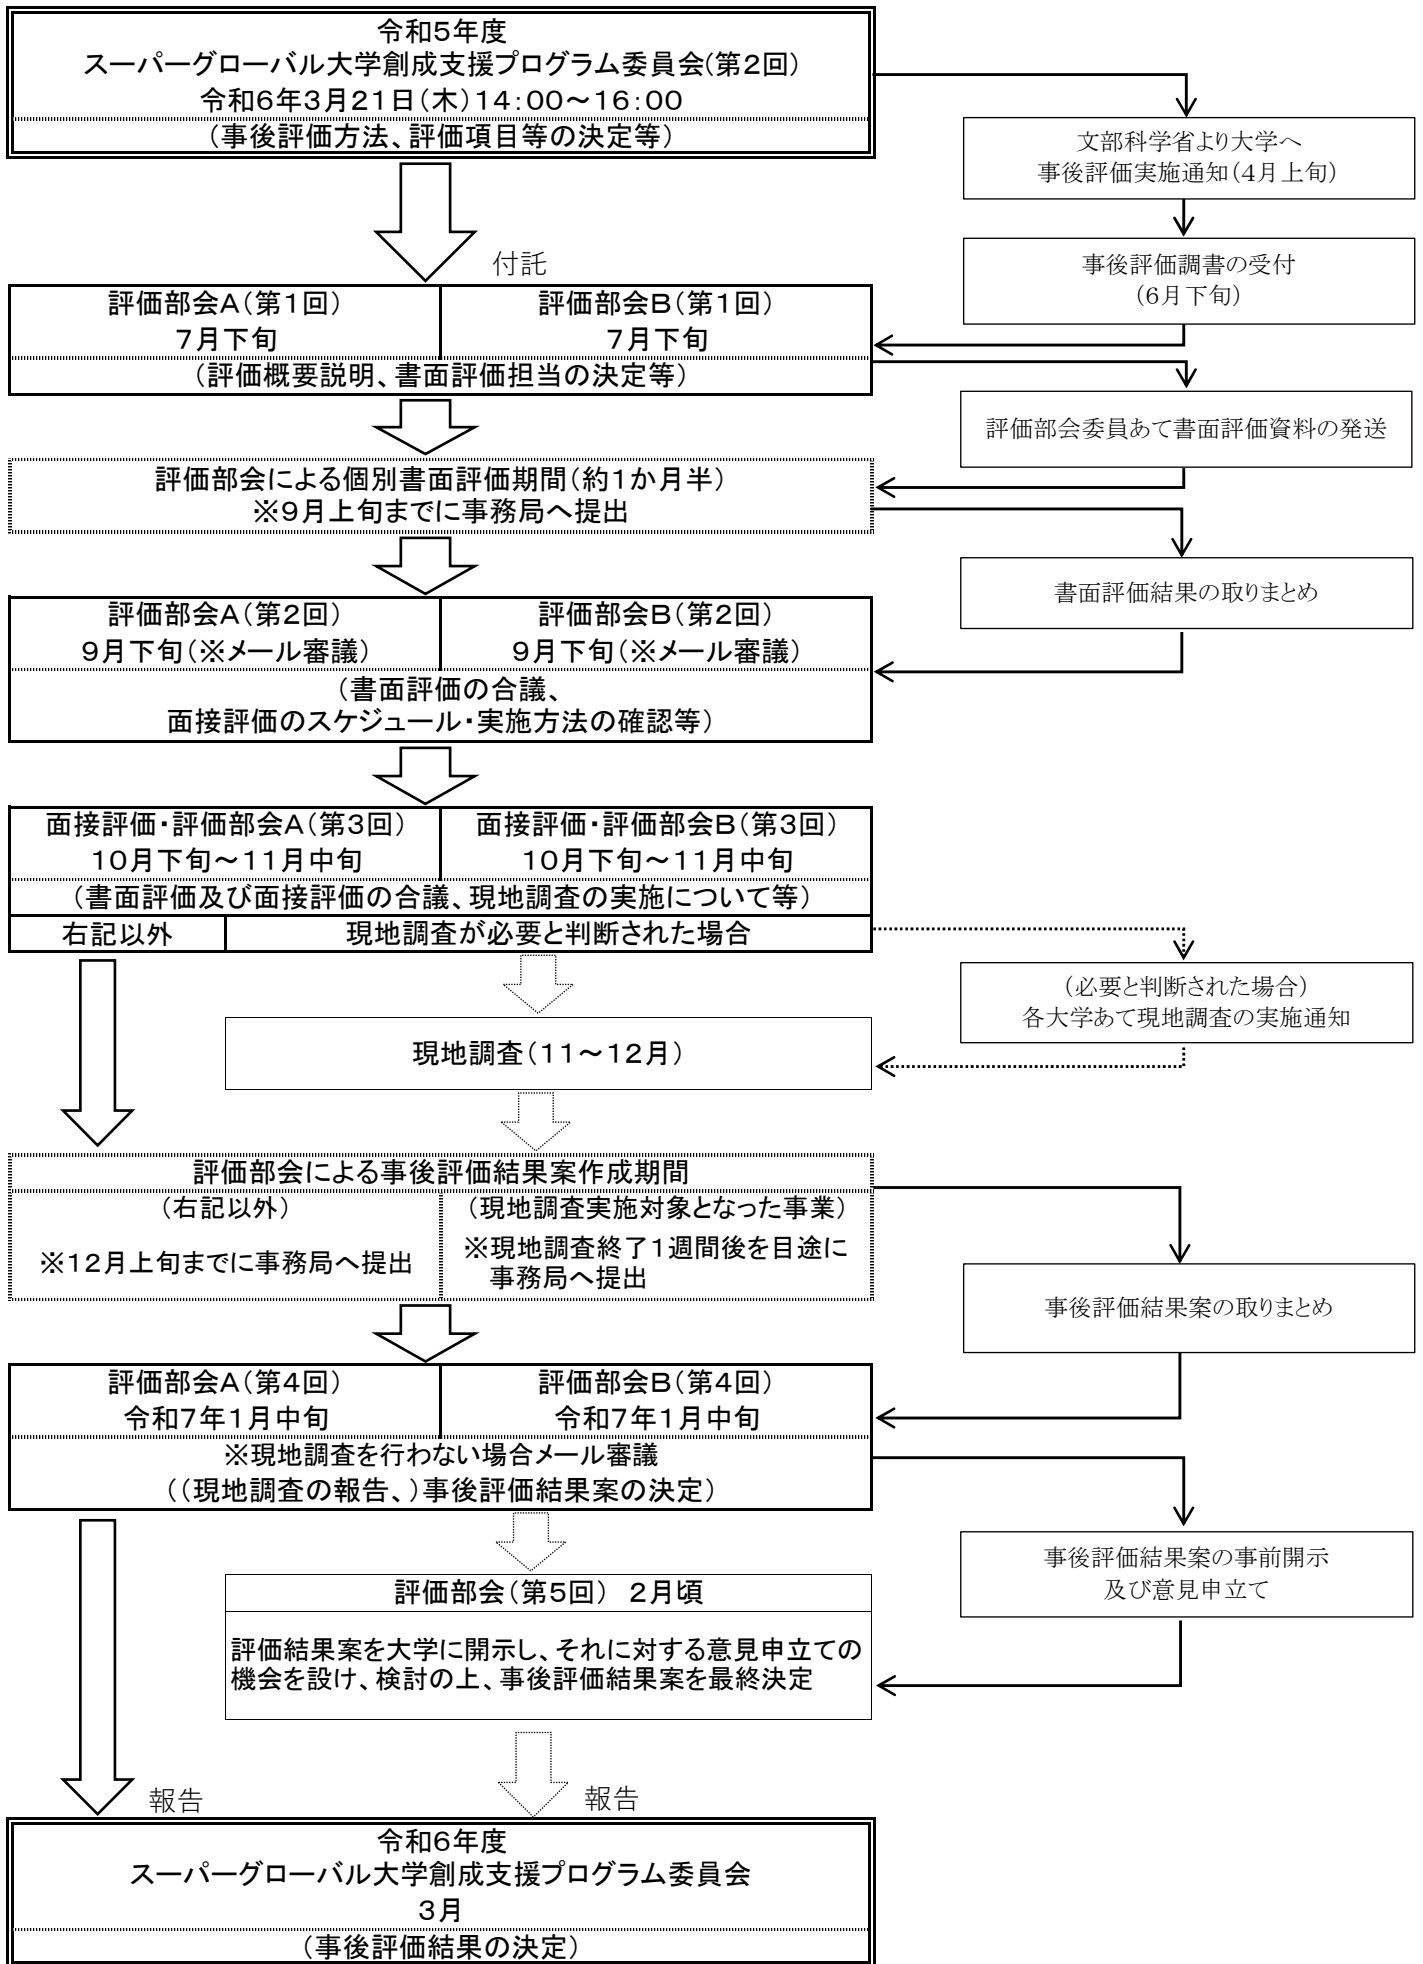 令和5年度
スーパーグローバル大学創成支援プログラム委員会(第2回)
令和6年3月21日(木)14:00～16:00
(事後評価方法、評価項目等の決定等)
文部科学省より大学へ
事後評価実施通知(4月上旬)
事後評価調書の受付
(6月下旬)
付託
評価部会A(第1回)
7月下旬
評価部会B(第1回)
7月下旬
(評価概要説明、書面評価担当の決定等)
評価部会委員あて書面評価資料の発送
評価部会による個別書面評価期間(約1か月半)
※9月上旬までに事務局へ提出
書面評価結果の取りまとめ
評価部会A(第2回)
9月下旬(※メール審議)
評価部会B(第2回)
9月下旬(※メール審議)
(書面評価の合議、
面接評価のスケジュール・実施方法の確認等)
面接評価・評価部会A(第3回)
10月下旬～11月中旬
面接評価・評価部会B(第3回)
10月下旬～11月中旬
(書面評価及び面接評価の合議、現地調査の実施について等)
右記以外
現地調査が必要と判断された場合
(必要と判断された場合)
各大学あて現地調査の実施通知
現地調査(11～12月)
評価部会による事後評価結果案作成期間
(右記以外)
※12月上旬までに事務局へ提出
(現地調査実施対象となった事業)
※現地調査終了1週間後を目途に
事務局へ提出
事後評価結果案の取りまとめ
評価部会A(第4回)
令和7年1月中旬
評価部会B(第4回)
令和7年1月中旬
※現地調査を行わない場合メール審議
((現地調査の報告、)事後評価結果案の決定)
事後評価結果案の事前開示
及び意見申立て
評価部会(第5回) 2月頃
評価結果案を大学に開示し、それに対する意見申立ての
機会を設け、検討の上、事後評価結果案を最終決定
報告
報告
令和6年度
スーパーグローバル大学創成支援プログラム委員会
3月
(事後評価結果の決定)